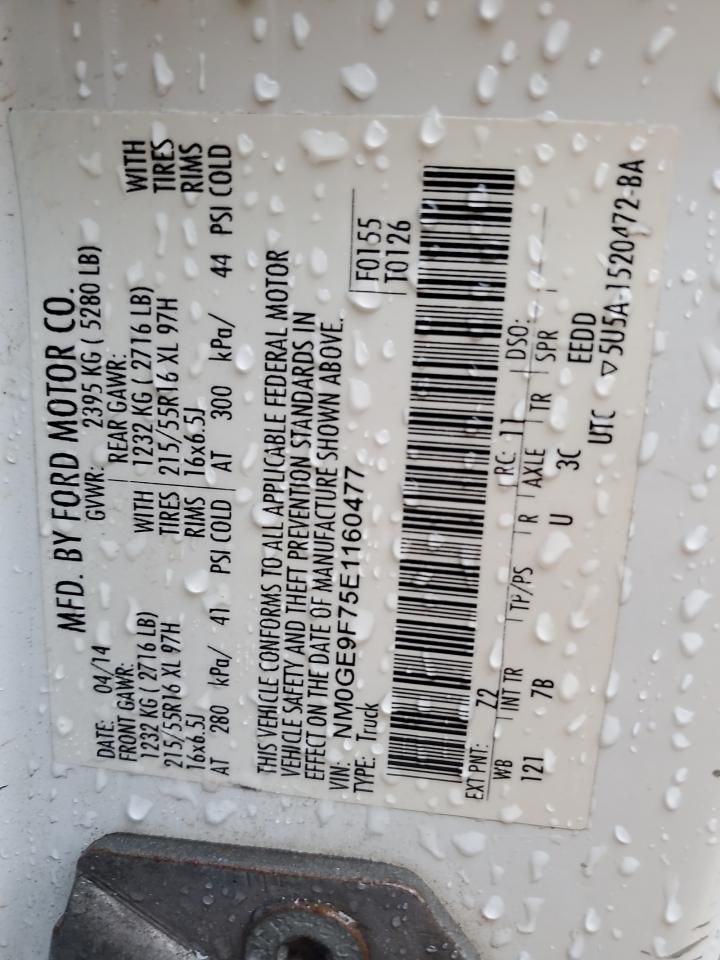 MFD. BY FORD MOTOR CO.
DATE: 04/14 GVWR: 2395 KG ( 5280 LB)
FRONT GAWR: REAR GAWR:
1232 KG ( 2716 LB) WITH 1232 KG ( 2716 LB) WITH
215/55R16 XL 97H TIRES 215/55R16 XL 97H TIRES
16x6.5J RIMS 16x6.5J RIMS
AT 280 kPa/ 41 PSI COLD AT 300 kPa/ 44 PSI COLD
THIS VEHICLE CONFORMS TO ALL APPLICABLE FEDERAL MOTOR
VEHICLE SAFETY AND THEFT PREVENTION STANDARDS IN
EFFECT ON THE DATE OF MANUFACTURE SHOWN ABOVE.
VIN: NM0GE9F75E1160477 F0155
TYPE: Truck T0126
EXT PNT: Z2 RC: 11 DSO:
WB INT TR TP/PS R AXLE TR SPR
121 7B U 3C EEDD
UTC ▽5U5A-1520472-BA